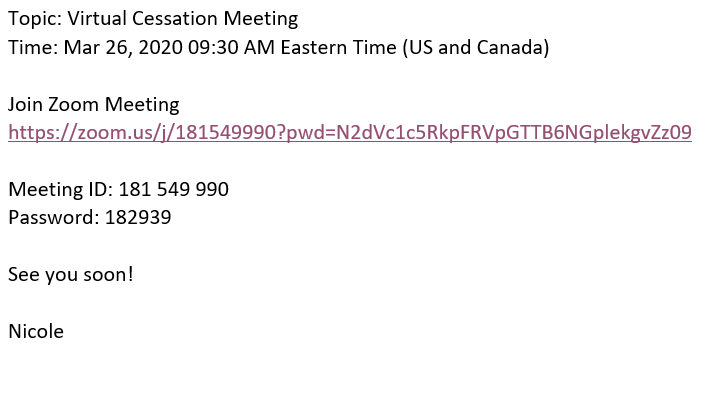 Topic: Virtual Cessation Meeting
Time: Mar 26, 2020 09:30 AM Eastern Time (US and Canada)
Join Zoom Meeting
https://zoom.us/j/181549990?pwd=N2dVc1c5RkpFRVpGTTB6NGplekgvZz09
Meeting ID: 181 549 990
Password: 182939
See you soon!
Nicole